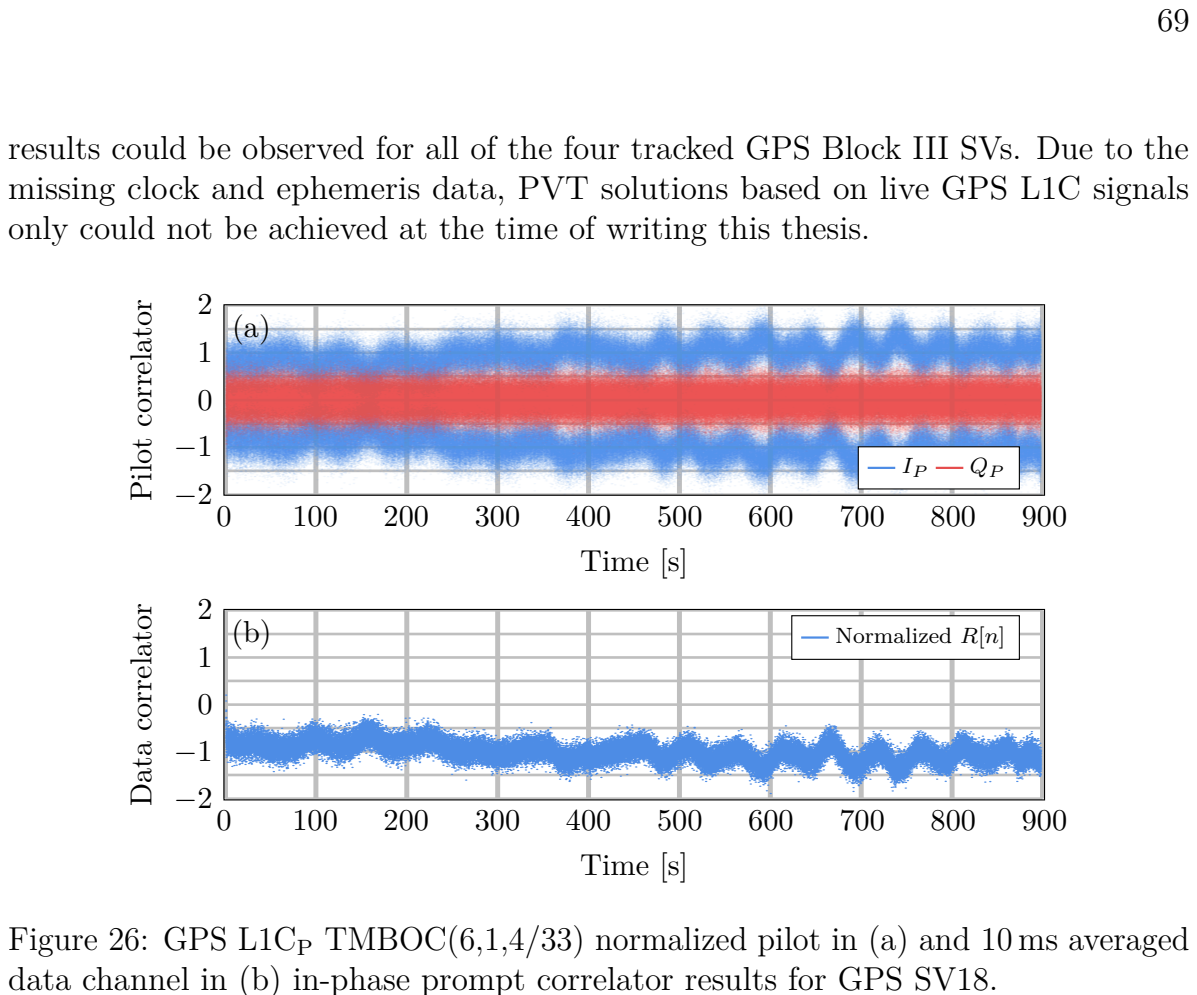 69
results could be observed for all of the four tracked GPS Block III SVs. Due to the
missing clock and ephemeris data, PVT solutions based on live GPS L1C signals
only could not be achieved at the time of writing this thesis.
Pilot correlator
2
1
0
−1
−2
(a)
I_P Q_P
0 100 200 300 400 500 600 700 800 900
Time [s]
Data correlator
2
1
0
−1
−2
(b)
Normalized R[n]
0 100 200 300 400 500 600 700 800 900
Time [s]
Figure 26: GPS L1C_P TMBOC(6,1,4/33) normalized pilot in (a) and 10 ms averaged
data channel in (b) in-phase prompt correlator results for GPS SV18.